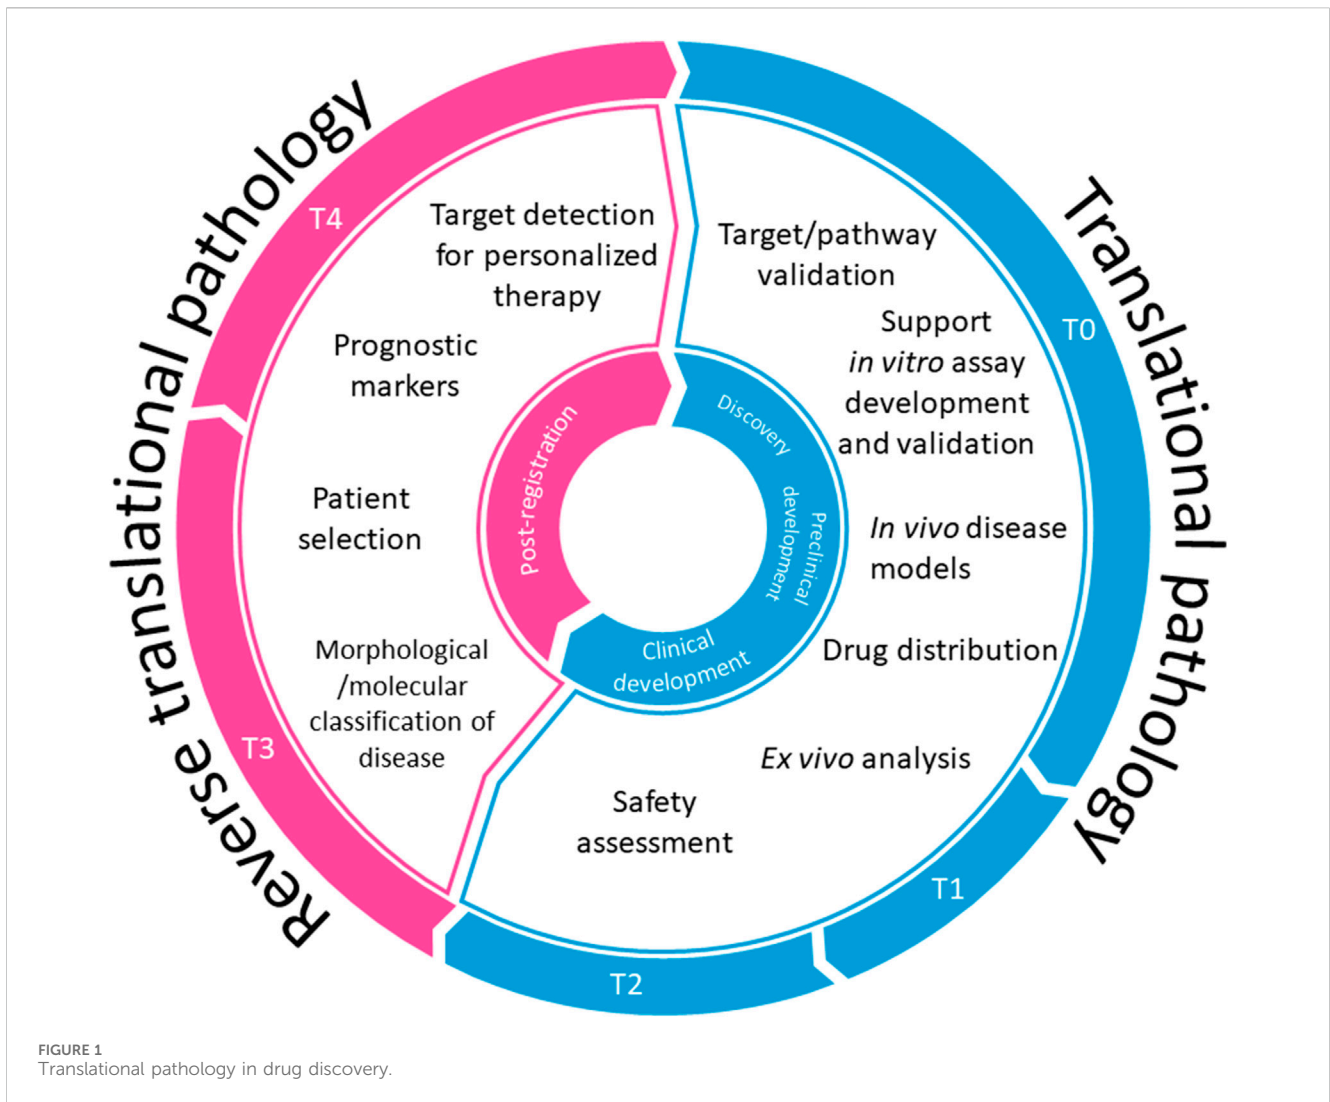 Reverse translational pathology
Translational pathology
T4
T0
T3
T1
T2
Target detection
for personalized
therapy
Prognostic
markers
Patient
selection
Morphological
/molecular
classification of
disease
Target/pathway
validation
Support
in vitro assay
development
and validation
In vivo disease
models
Drug distribution
Ex vivo analysis
Safety
assessment
Post-registration
Discovery
Preclinical
development
Clinical
development
FIGURE 1
Translational pathology in drug discovery.